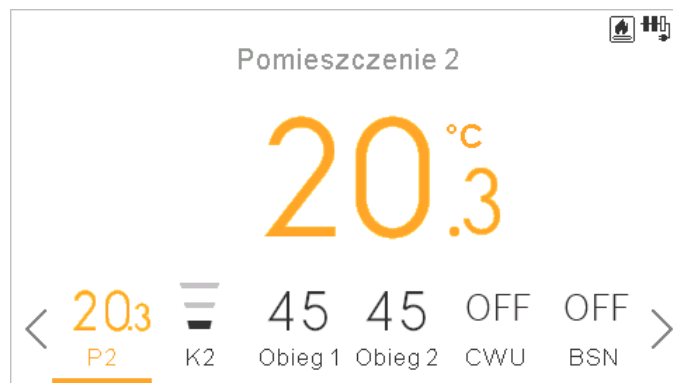 Pomieszczenie 2
20.3 °C
20.3 45 45 OFF OFF
P2 K2 Obieg 1 Obieg 2 CWU BSN